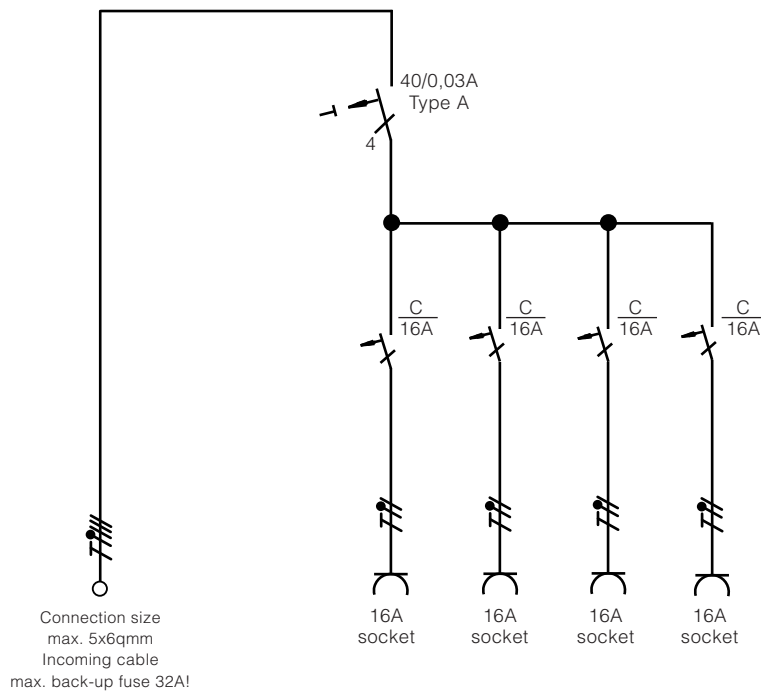 40/0,03A
Type A
4
C
16A
C
16A
C
16A
C
16A
Connection size
max. 5x6qmm
Incoming cable
max. back-up fuse 32A!
16A
socket
16A
socket
16A
socket
16A
socket